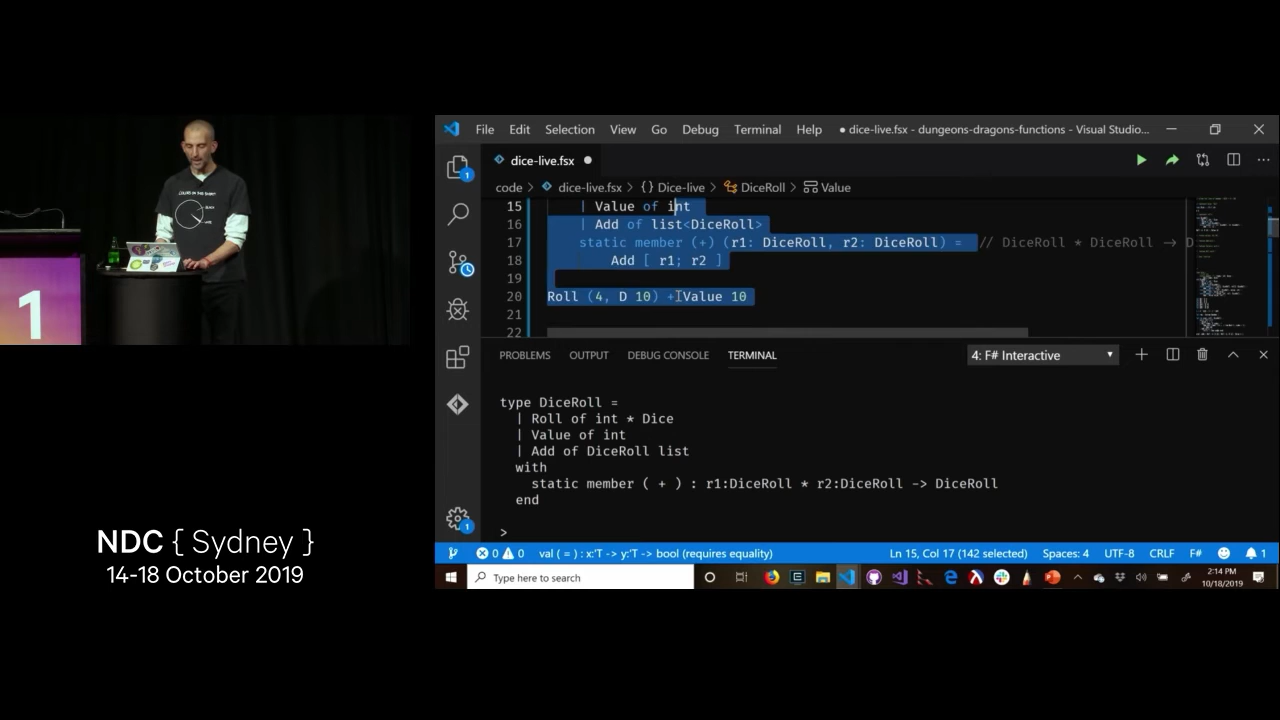 1
NDC { Sydney }
14-18 October 2019
File Edit Selection View Go Debug Terminal Help ● dice-live.fsx - dungeons-dragons-functions - Visual Studio...
dice-live.fsx ●
code > dice-live.fsx > {} Dice-live > DiceRoll > Value
15 | Value of int
16 | Add of list<DiceRoll>
17 static member (+) (r1: DiceRoll, r2: DiceRoll) = // DiceRoll * DiceRoll → D
18 Add [ r1; r2 ]
19
20 Roll (4, D 10) + Value 10
21
22
PROBLEMS OUTPUT DEBUG CONSOLE TERMINAL 4: F# Interactive
type DiceRoll =
| Roll of int * Dice
| Value of int
| Add of DiceRoll list
with
static member ( + ) : r1:DiceRoll * r2:DiceRoll -> DiceRoll
end
>
0 0 val ( = ) : x:'T -> y:'T -> bool (requires equality) Ln 15, Col 17 (142 selected) Spaces: 4 UTF-8 CRLF F# 1
Type here to search
2:14 PM
10/18/2019